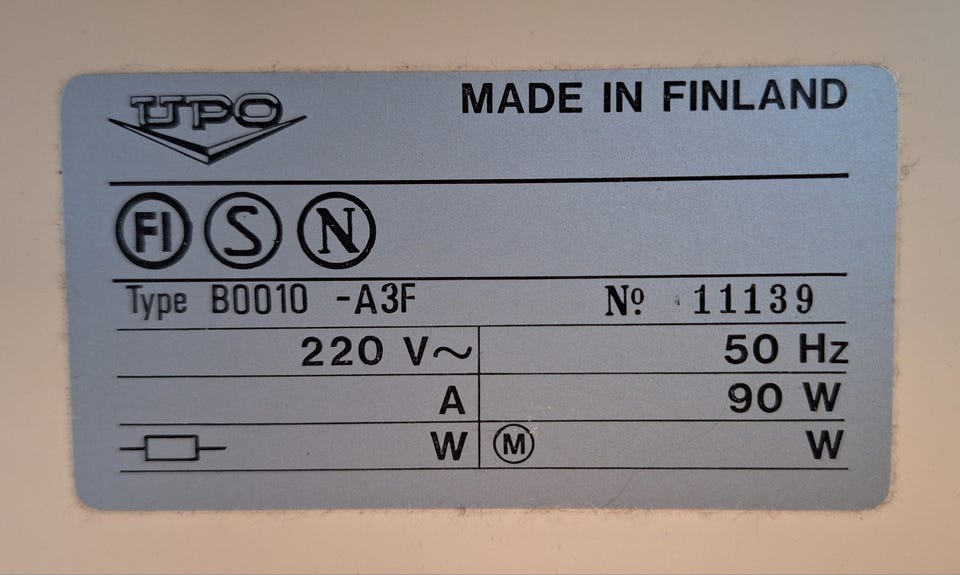 UPO MADE IN FINLAND
FI S N
Type B0010 -A3F Nº 11139
220 V~ 50 Hz
A 90 W
W M W